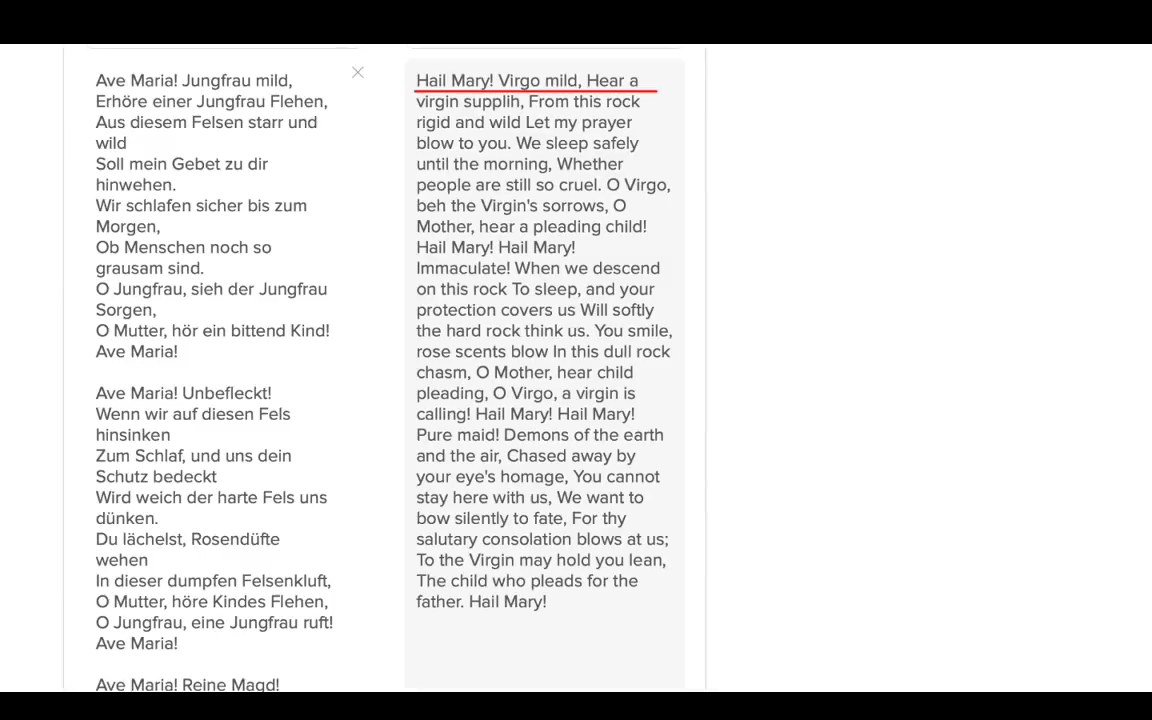 Ave Maria! Jungfrau mild,
Erhöre einer Jungfrau Flehen,
Aus diesem Felsen starr und
wild
Soll mein Gebet zu dir
hinwehen.
Wir schlafen sicher bis zum
Morgen,
Ob Menschen noch so
grausam sind.
O Jungfrau, sieh der Jungfrau
Sorgen,
O Mutter, hör ein bittend Kind!
Ave Maria!
Ave Maria! Unbefleckt!
Wenn wir auf diesen Fels
hinsinken
Zum Schlaf, und uns dein
Schutz bedeckt
Wird weich der harte Fels uns
dünken.
Du lächelst, Rosendüfte
wehen
In dieser dumpfen Felsenkluft,
O Mutter, höre Kindes Flehen,
O Jungfrau, eine Jungfrau ruft!
Ave Maria!
Ave Maria! Reine Magd!
Hail Mary! Virgo mild, Hear a
virgin supplih, From this rock
rigid and wild Let my prayer
blow to you. We sleep safely
until the morning, Whether
people are still so cruel. O Virgo,
beh the Virgin's sorrows, O
Mother, hear a pleading child!
Hail Mary! Hail Mary!
Immaculate! When we descend
on this rock To sleep, and your
protection covers us Will softly
the hard rock think us. You smile,
rose scents blow In this dull rock
chasm, O Mother, hear child
pleading, O Virgo, a virgin is
calling! Hail Mary! Hail Mary!
Pure maid! Demons of the earth
and the air, Chased away by
your eye's homage, You cannot
stay here with us, We want to
bow silently to fate, For thy
salutary consolation blows at us;
To the Virgin may hold you lean,
The child who pleads for the
father. Hail Mary!